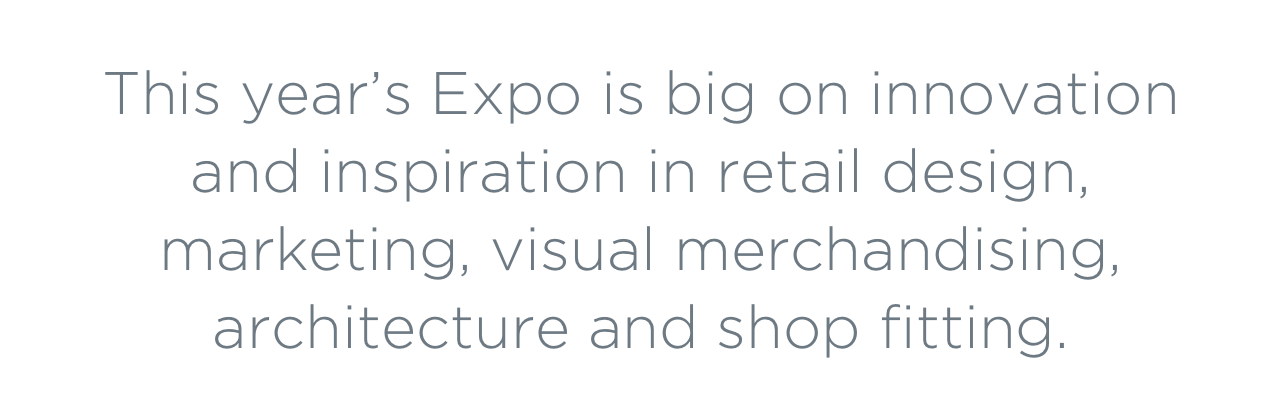 This year’s Expo is big on innovation
and inspiration in retail design,
marketing, visual merchandising,
architecture and shop fitting.